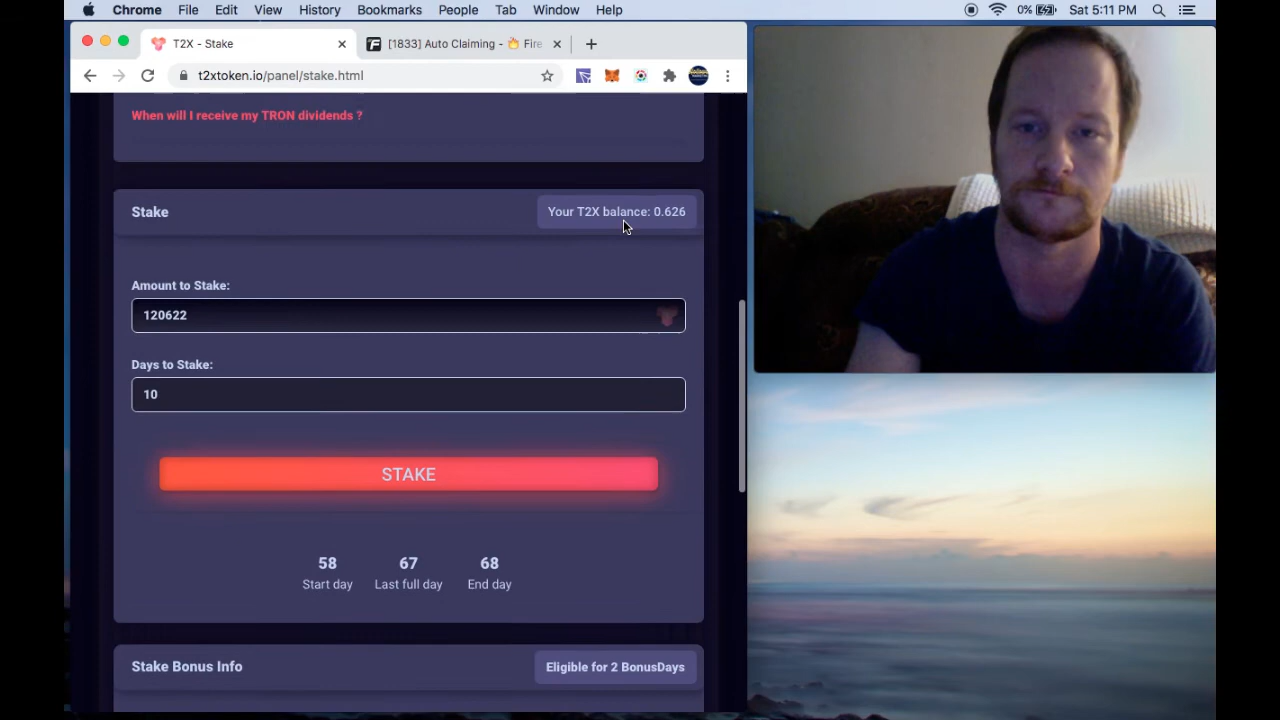 Chrome File Edit View History Bookmarks People Tab Window Help 0% Sat 5:11 PM
T2X - Stake [1833] Auto Claiming - 🔥 Fire
t2xtoken.io/panel/stake.html
When will I receive my TRON dividends ?
Stake Your T2X balance: 0.626
Amount to Stake:
120622
Days to Stake:
10
STAKE
58 67 68
Start day Last full day End day
Stake Bonus Info Eligible for 2 BonusDays